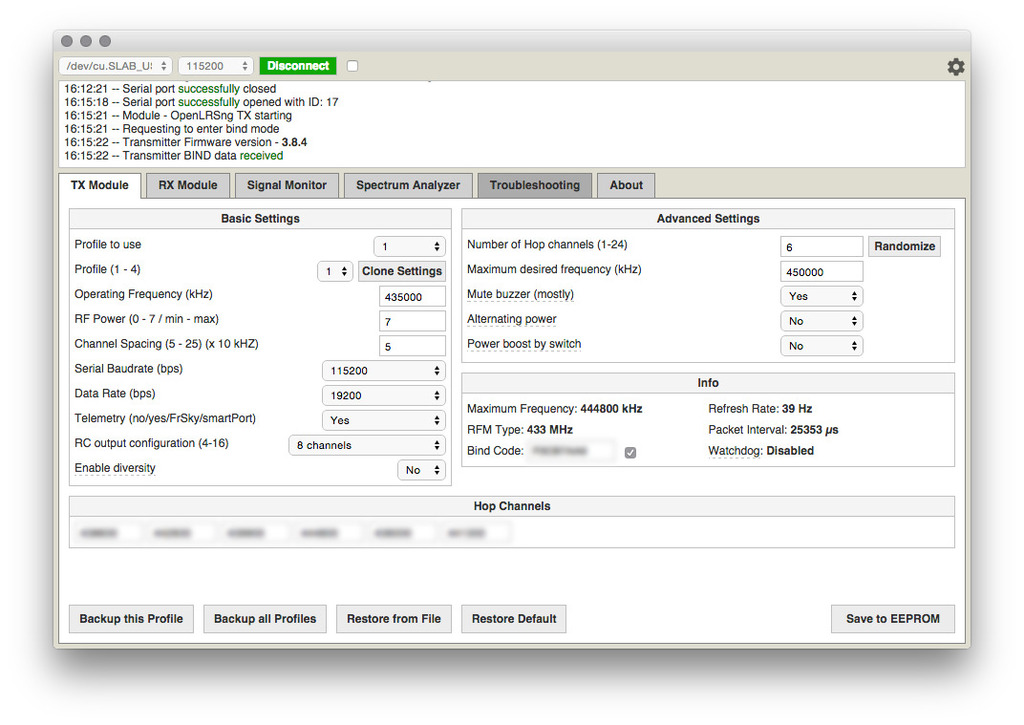 /dev/cu.SLAB_U: 115200 Disconnect
16:12:21 -- Serial port successfully closed
16:15:18 -- Serial port successfully opened with ID: 17
16:15:21 -- Module - OpenLRSng TX starting
16:15:21 -- Requesting to enter bind mode
16:15:22 -- Transmitter Firmware version - 3.8.4
16:15:22 -- Transmitter BIND data received
TX Module RX Module Signal Monitor Spectrum Analyzer Troubleshooting About
Basic Settings
Profile to use 1
Profile (1 - 4) 1 Clone Settings
Operating Frequency (kHz) 435000
RF Power (0 - 7 / min - max) 7
Channel Spacing (5 - 25) (x 10 kHZ) 5
Serial Baudrate (bps) 115200
Data Rate (bps) 19200
Telemetry (no/yes/FrSky/smartPort) Yes
RC output configuration (4-16) 8 channels
Enable diversity No
Advanced Settings
Number of Hop channels (1-24) 6 Randomize
Maximum desired frequency (kHz) 450000
Mute buzzer (mostly) Yes
Alternating power No
Power boost by switch No
Info
Maximum Frequency: 444800 kHz Refresh Rate: 39 Hz
RFM Type: 433 MHz Packet Interval: 25353 µs
Bind Code: Watchdog: Disabled
Hop Channels
Backup this Profile Backup all Profiles Restore from File Restore Default Save to EEPROM